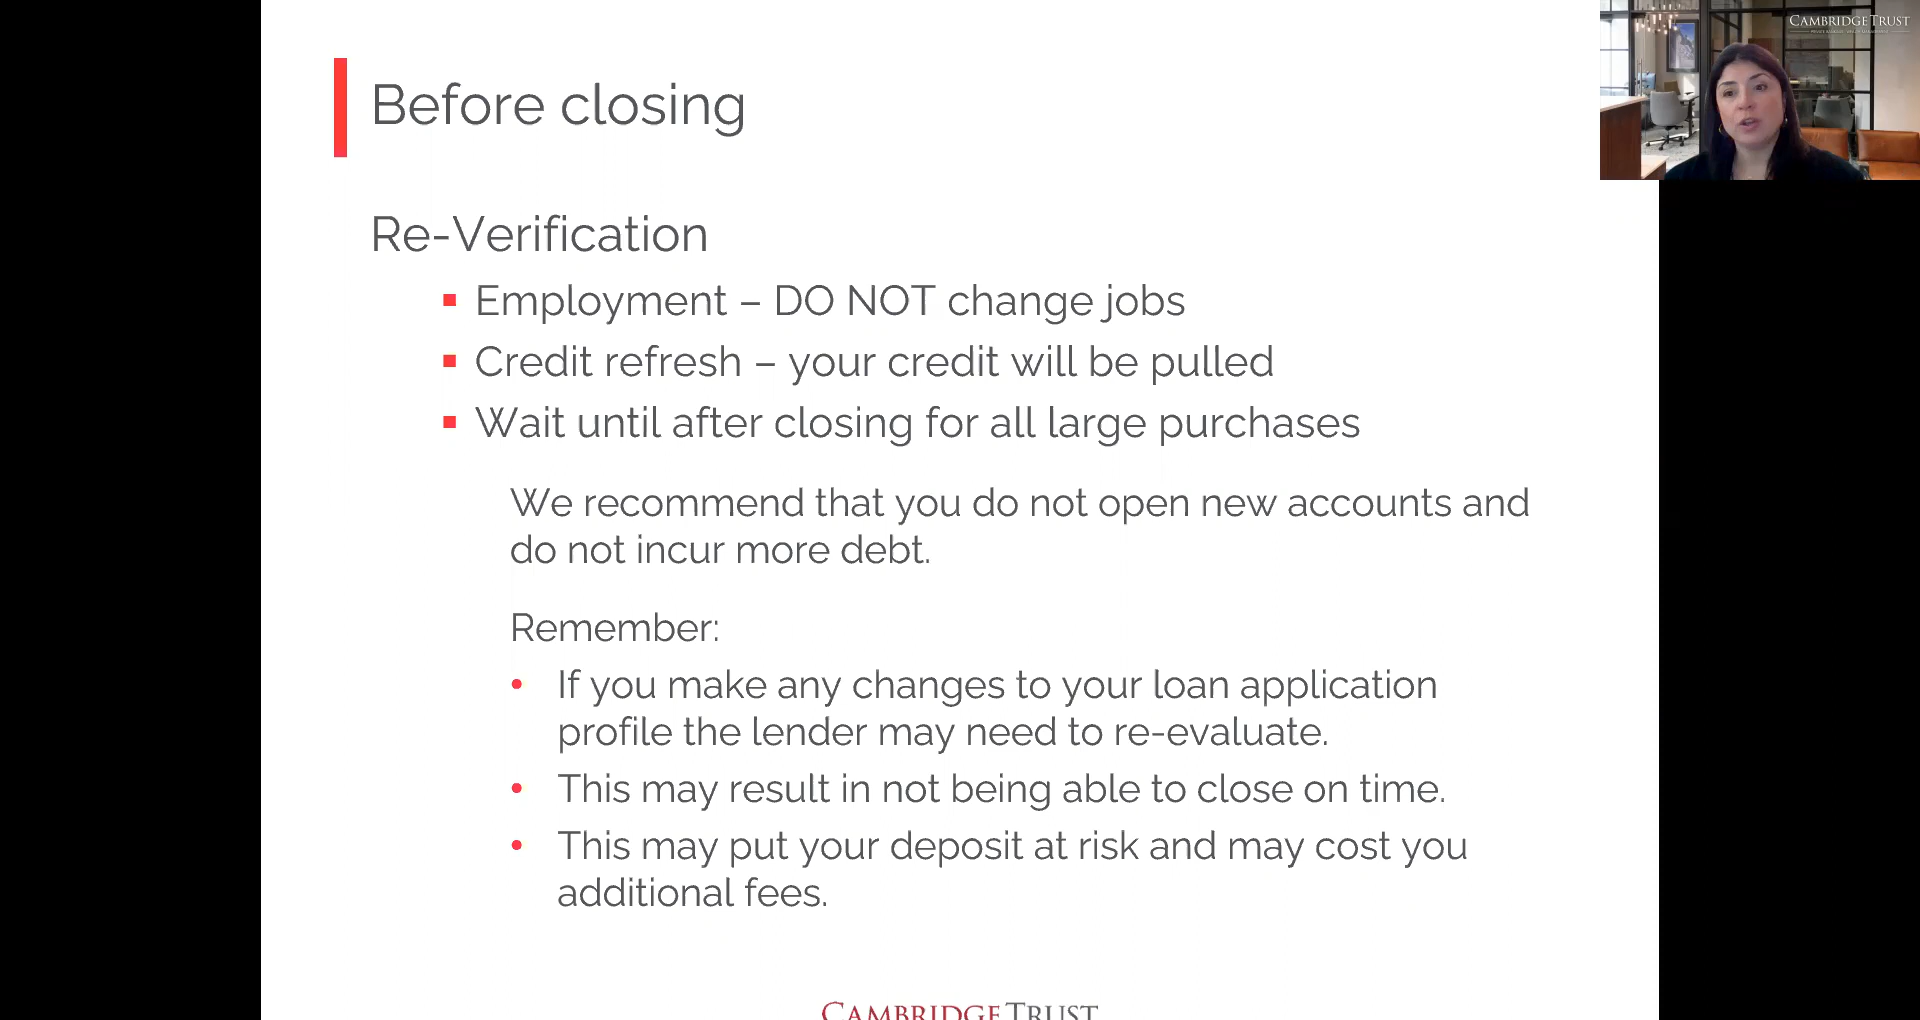 Before closing
Re-Verification
Employment – DO NOT change jobs
Credit refresh – your credit will be pulled
Wait until after closing for all large purchases
We recommend that you do not open new accounts and
do not incur more debt.
Remember:
If you make any changes to your loan application
profile the lender may need to re-evaluate.
This may result in not being able to close on time.
This may put your deposit at risk and may cost you
additional fees.
CAMBRIDGE TRUST
CAMBRIDGE TRUST